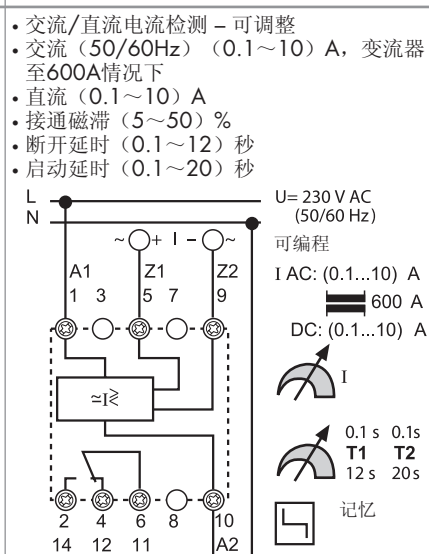 • 交流/直流电流检测 – 可调整
• 交流（50/60Hz）（0.1～10）A，变流器
至600A情况下
• 直流（0.1～10）A
• 接通磁滞（5～50）%
• 断开延时（0.1～12）秒
• 启动延时（0.1～20）秒
L
N
U= 230 V AC
(50/60 Hz)
~ + I – ~
可编程
A1 Z1 Z2
1 3 5 7 9
I AC: (0.1...10) A
600 A
DC: (0.1...10) A
I
≃I≷
0.1 s 0.1s
T1 T2
12 s 20 s
记忆
2 4 6 8 10
14 12 11 A2